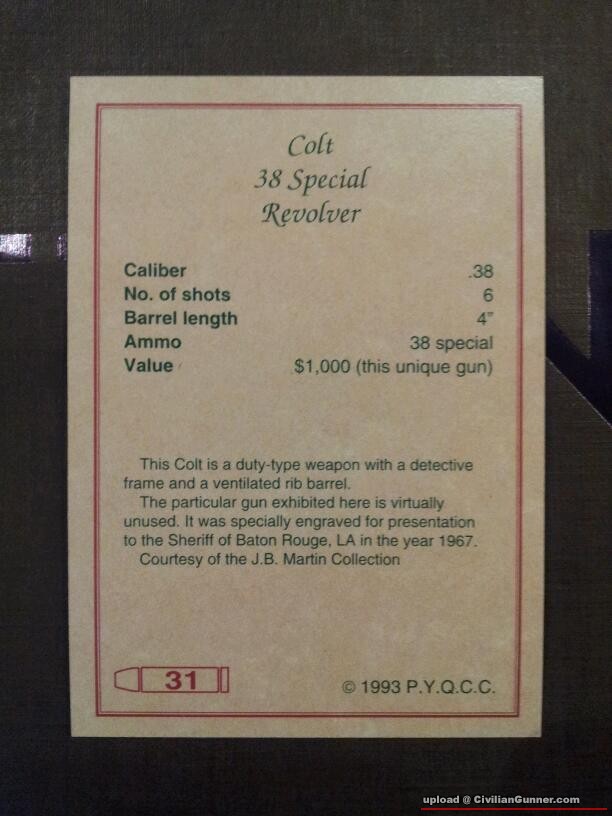 Colt
38 Special
Revolver
Caliber .38
No. of shots 6
Barrel length 4"
Ammo 38 special
Value $1,000 (this unique gun)
This Colt is a duty-type weapon with a detective
frame and a ventilated rib barrel.
The particular gun exhibited here is virtually
unused. It was specially engraved for presentation
to the Sheriff of Baton Rouge, LA in the year 1967.
Courtesy of the J.B. Martin Collection
31 © 1993 P.Y.Q.C.C.
upload @ CivilianGunner.com